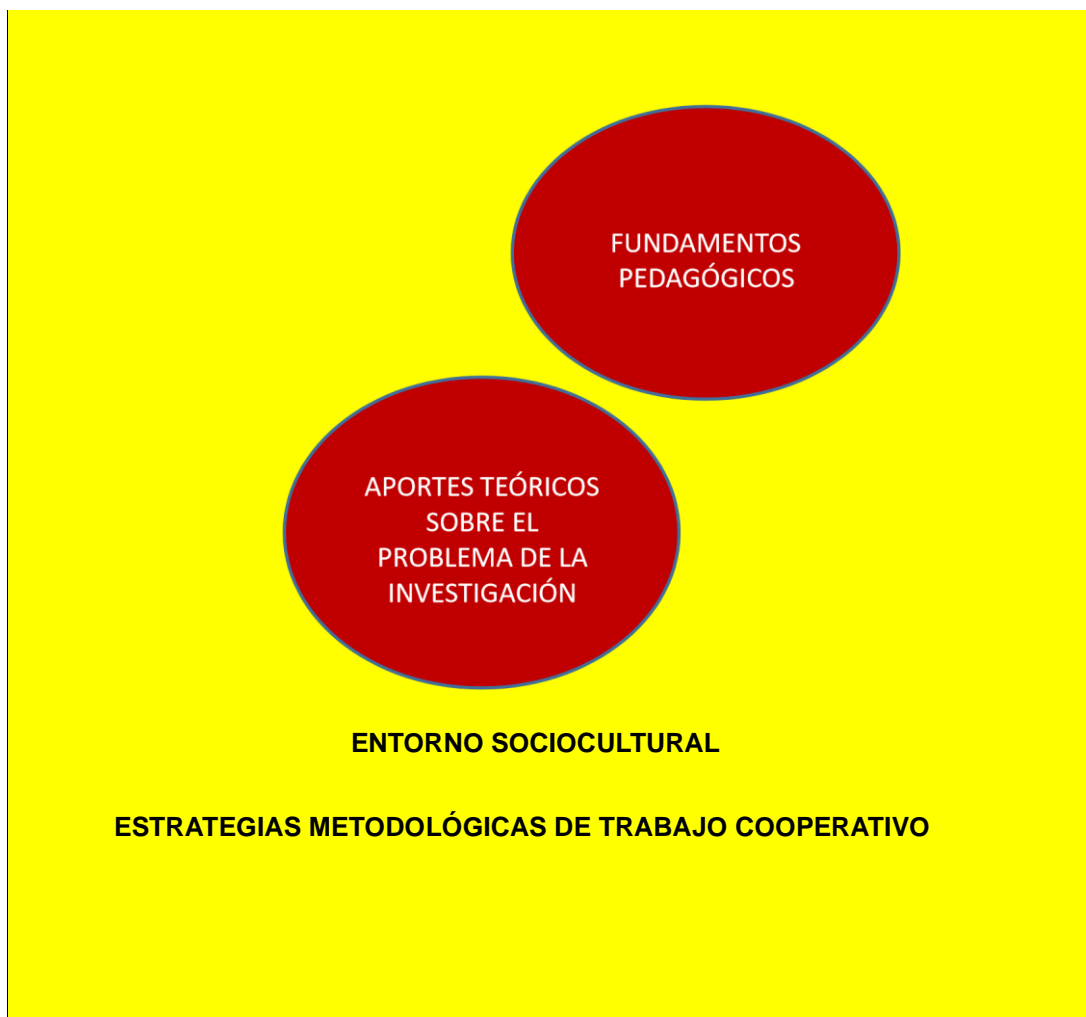 FUNDAMENTOS
PEDAGÓGICOS
APORTES TEÓRICOS
SOBRE EL
PROBLEMA DE LA
INVESTIGACIÓN
ENTORNO SOCIOCULTURAL
ESTRATEGIAS METODOLÓGICAS DE TRABAJO COOPERATIVO